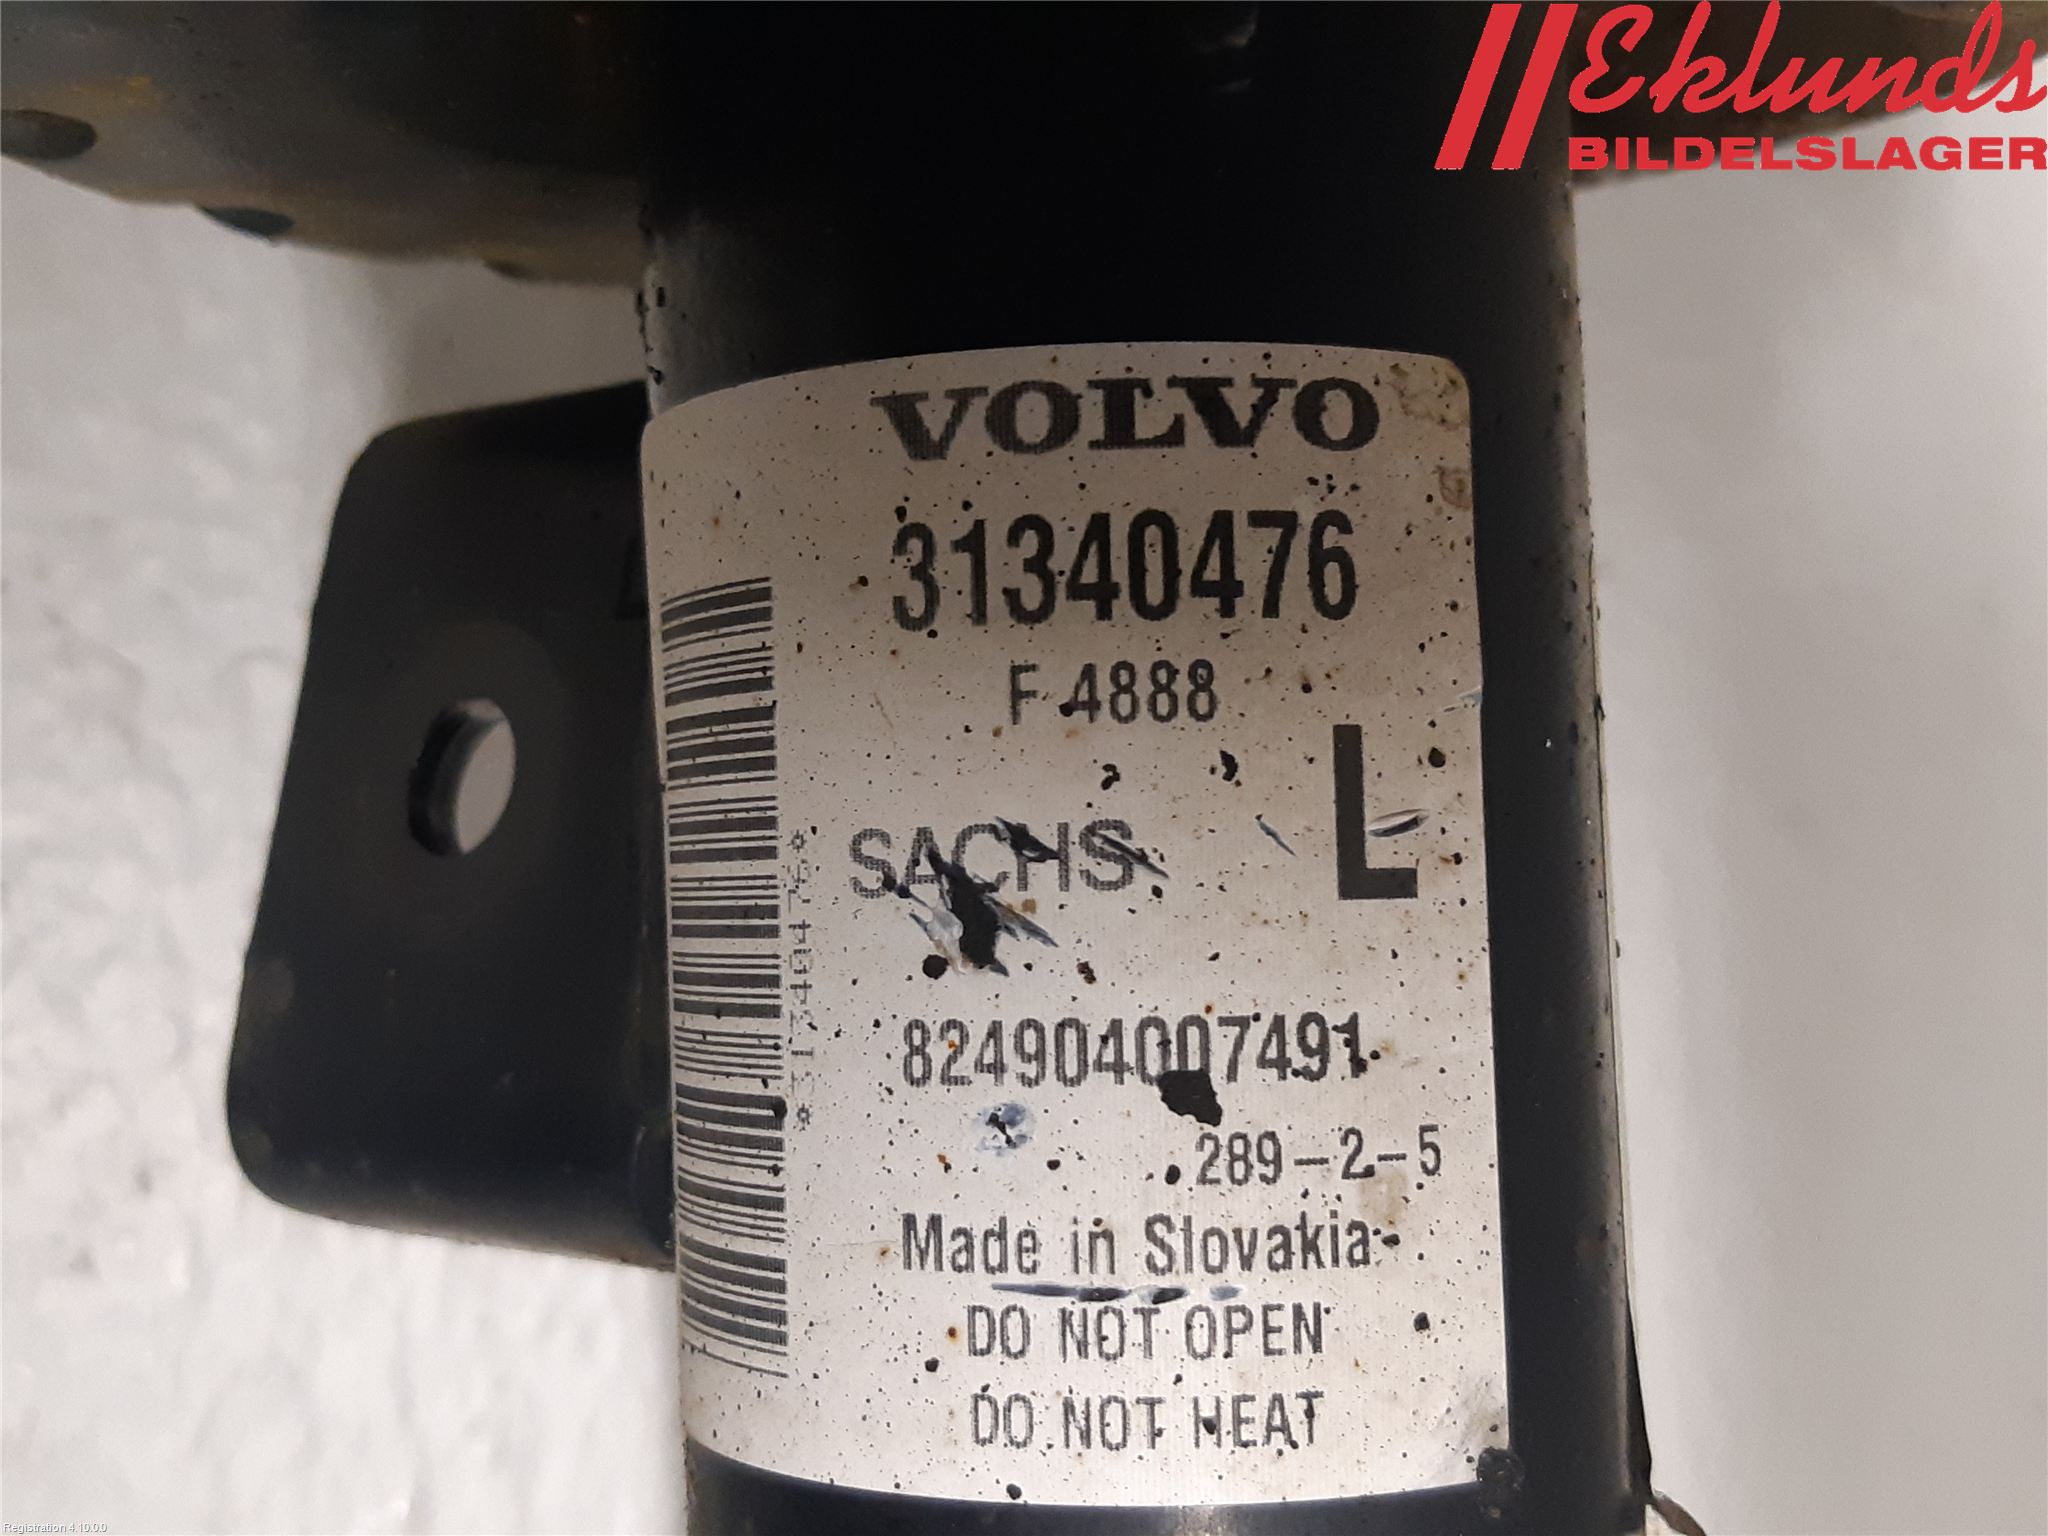 Eklunds
BILDELSLAGER
VOLVO
31340476
F 4888
L
SACHS
*31340476*
824904007491
289-2-5
Made in Slovakia
DO NOT OPEN
DO NOT HEAT
Registration 4.10.0.0